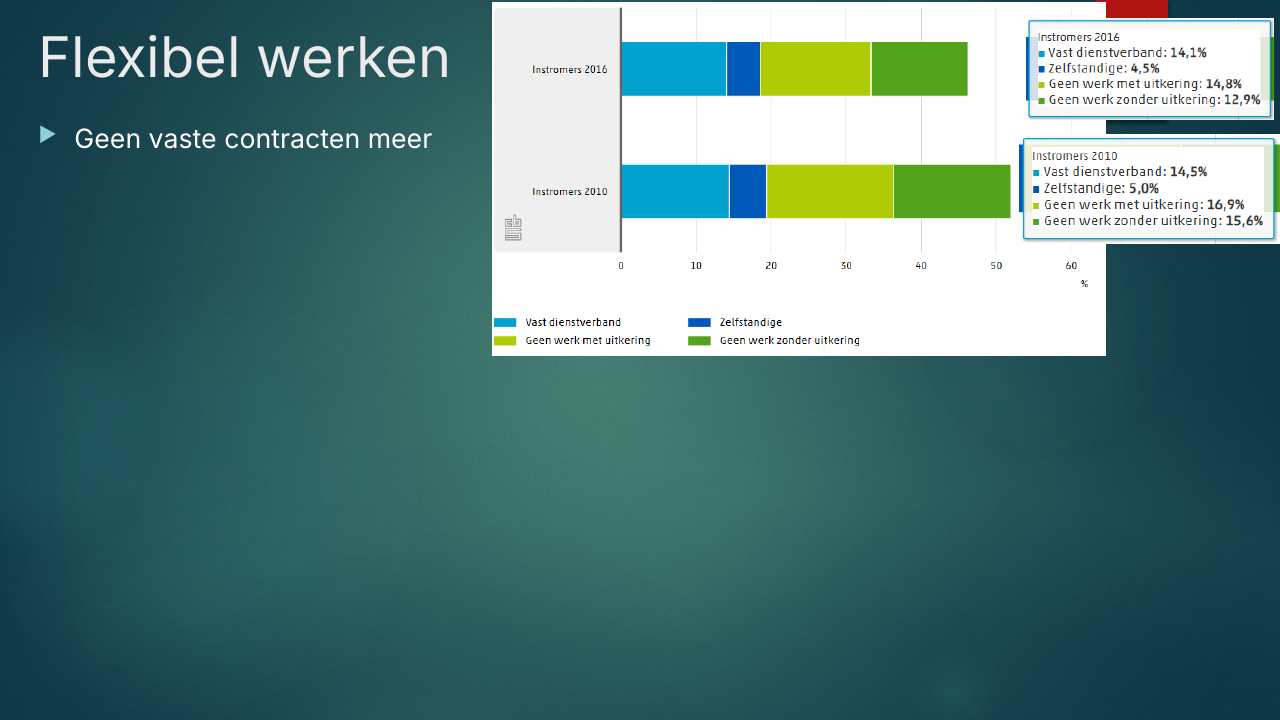 Flexibel werken
Geen vaste contracten meer
Instromers 2016
Instromers 2010
0 10 20 30 40 50 60
%
Vast dienstverband
Zelfstandige
Geen werk met uitkering
Geen werk zonder uitkering
Instromers 2016
Vast dienstverband: 14,1%
Zelfstandige: 4,5%
Geen werk met uitkering: 14,8%
Geen werk zonder uitkering: 12,9%
Instromers 2010
Vast dienstverband: 14,5%
Zelfstandige: 5,0%
Geen werk met uitkering: 16,9%
Geen werk zonder uitkering: 15,6%